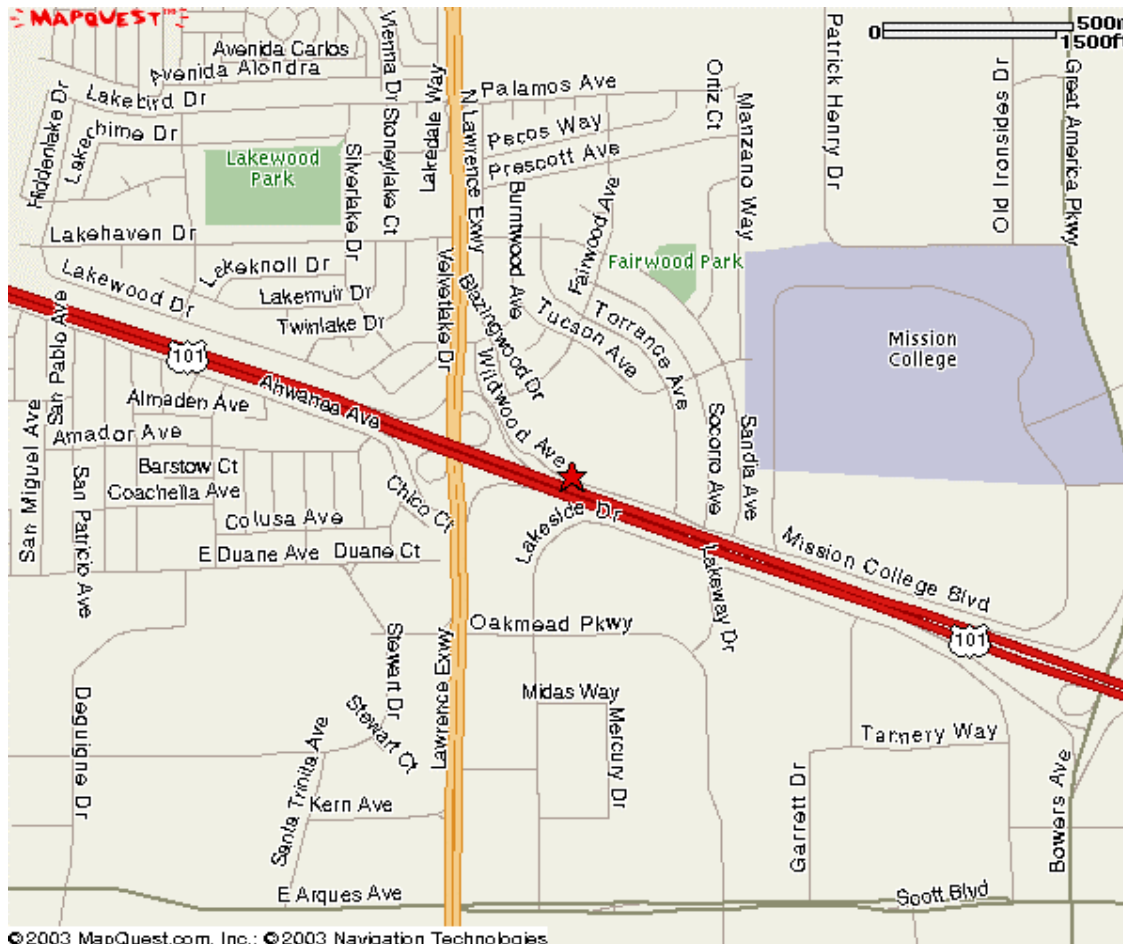 MAPQUEST™
500m
0
1500ft
Avenida Carlos
Avenida Alondra
Lakebird Dr
Vienna Dr
Lakedale Way
Palamos Ave
Ortiz Ct
Patrick Henry Dr
Old Ironsides Dr
Great America Pkwy
Hiddenlake Dr
Lakechime Dr
Lakewood
Park
Silverlake Dr
Stoneylake Ct
N Lawrence Exwy
Pecos Way
Prescott Ave
Manzano Way
Burntwood Ave
Fairwood Ave
Lakehaven Dr
Lakeknoll Dr
Fairwood Park
Lakewood Dr
Lakemuir Dr
Twinlake Dr
Velvetlake Dr
Blazingwood Dr
Wildwood Ave
Tucson Ave
Torrance Ave
Mission
College
San Pablo Ave
101
Ahwanea Ave
Almaden Ave
Amador Ave
San Miguel Ave
San Patricio Ave
Barstow Ct
Coachella Ave
Colusa Ave
Chico Ct
E Duane Ave
Duane Ct
Lakeside Dr
Socorro Ave
Sandia Ave
Lakeway Dr
Mission College Blvd
101
Oakmead Pkwy
Stewart Dr
Lawrence Exwy
Midas Way
Mercury Dr
Stewart Ct
Deguigne Dr
Santa Trinita Ave
Kern Ave
Tannery Way
Garrett Dr
Bowers Ave
E Arques Ave
Scott Blvd
©2003 MapQuest.com, Inc.; ©2003 Navigation Technologies